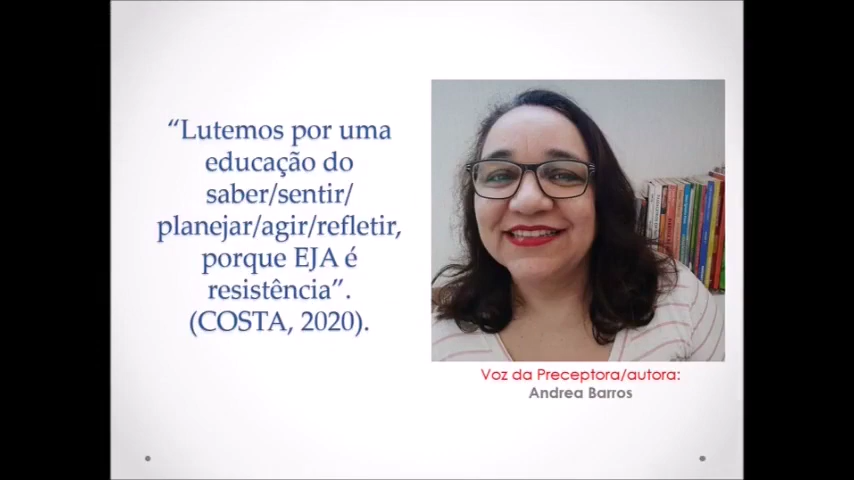 “Lutemos por uma
educação do
saber/sentir/
planejar/agir/refletir,
porque EJA é
resistência”.
(COSTA, 2020).
Voz da Preceptora/autora:
Andrea Barros